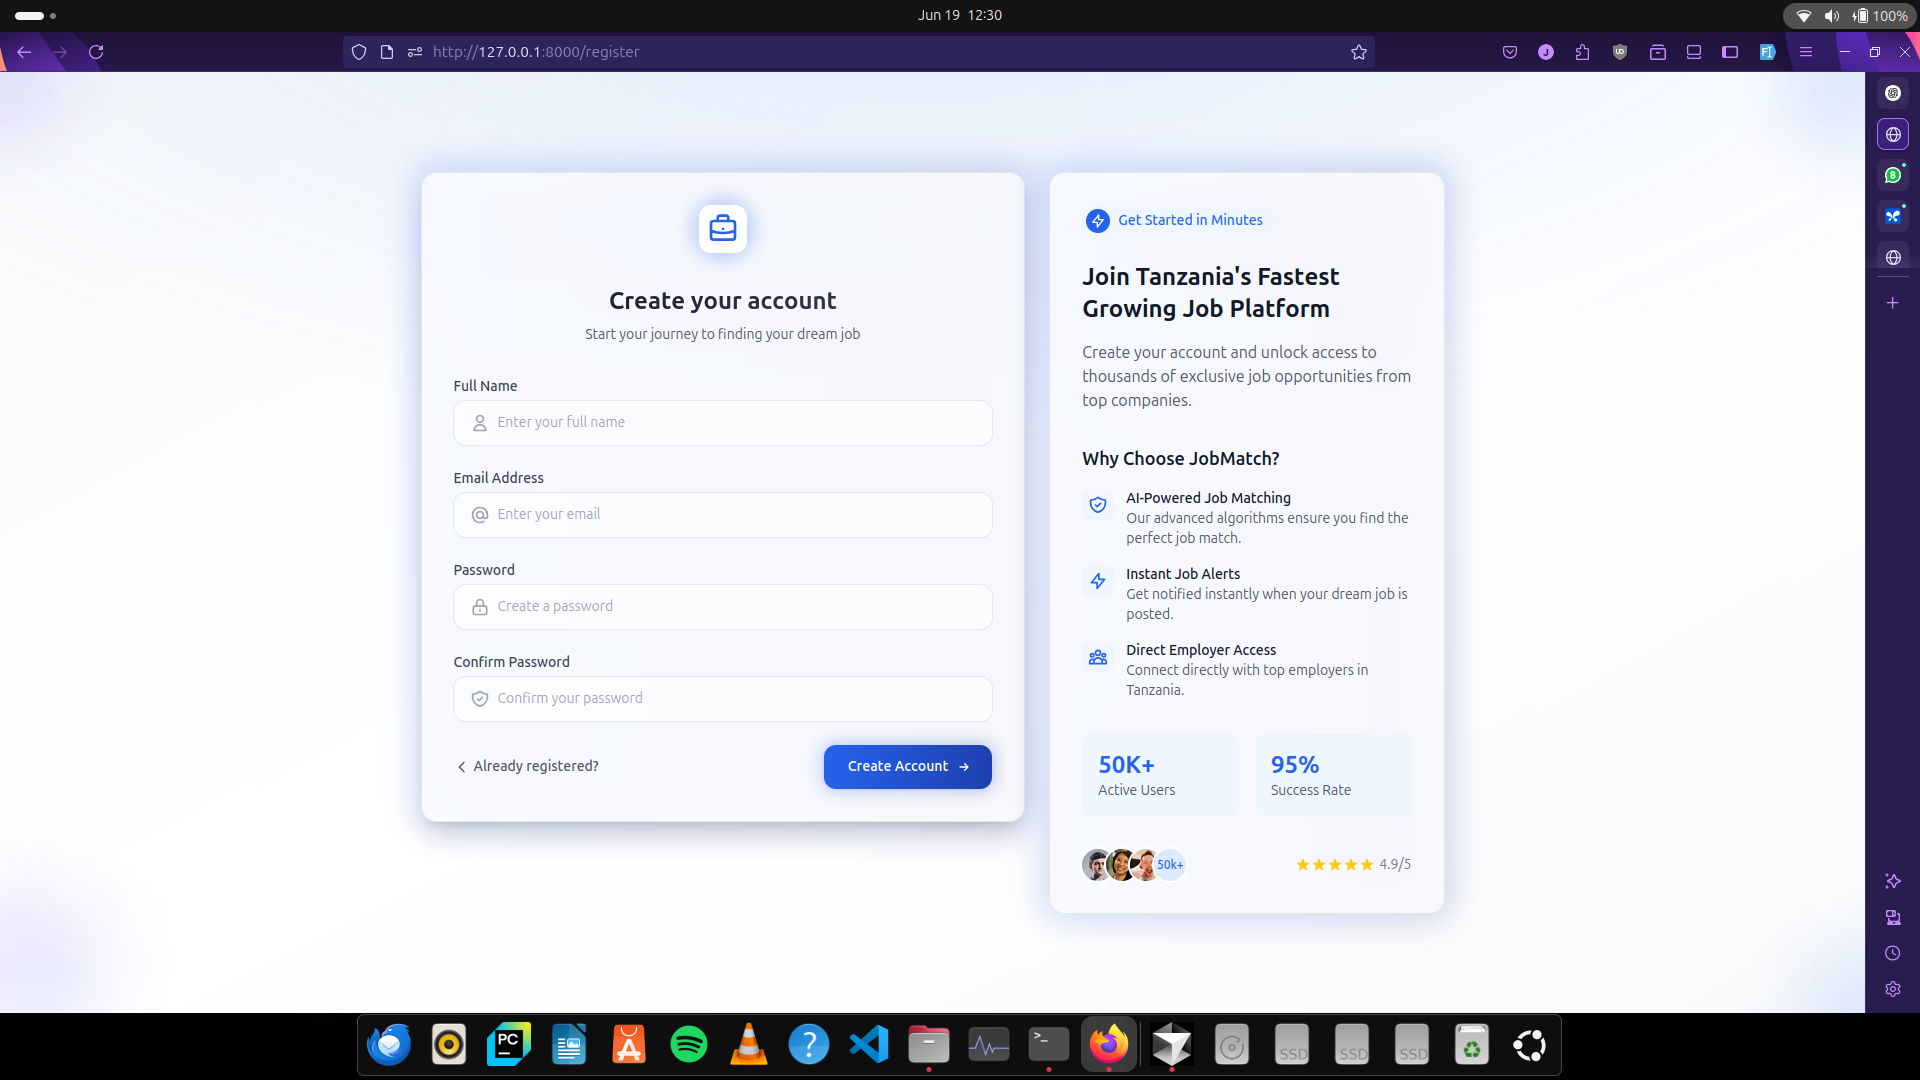 Jun 19 12:30
100%
http://127.0.0.1:8000/register
J
UD
FI
8
Create your account
Start your journey to finding your dream job
Full Name
Enter your full name
Email Address
Enter your email
Password
Create a password
Confirm Password
Confirm your password
Already registered?
Create Account
Get Started in Minutes
Join Tanzania's Fastest
Growing Job Platform
Create your account and unlock access to
thousands of exclusive job opportunities from
top companies.
Why Choose JobMatch?
AI-Powered Job Matching
Our advanced algorithms ensure you find the
perfect job match.
Instant Job Alerts
Get notified instantly when your dream job is
posted.
Direct Employer Access
Connect directly with top employers in
Tanzania.
50K+
Active Users
95%
Success Rate
50k+
4.9/5
PC
SSD
SSD
SSD